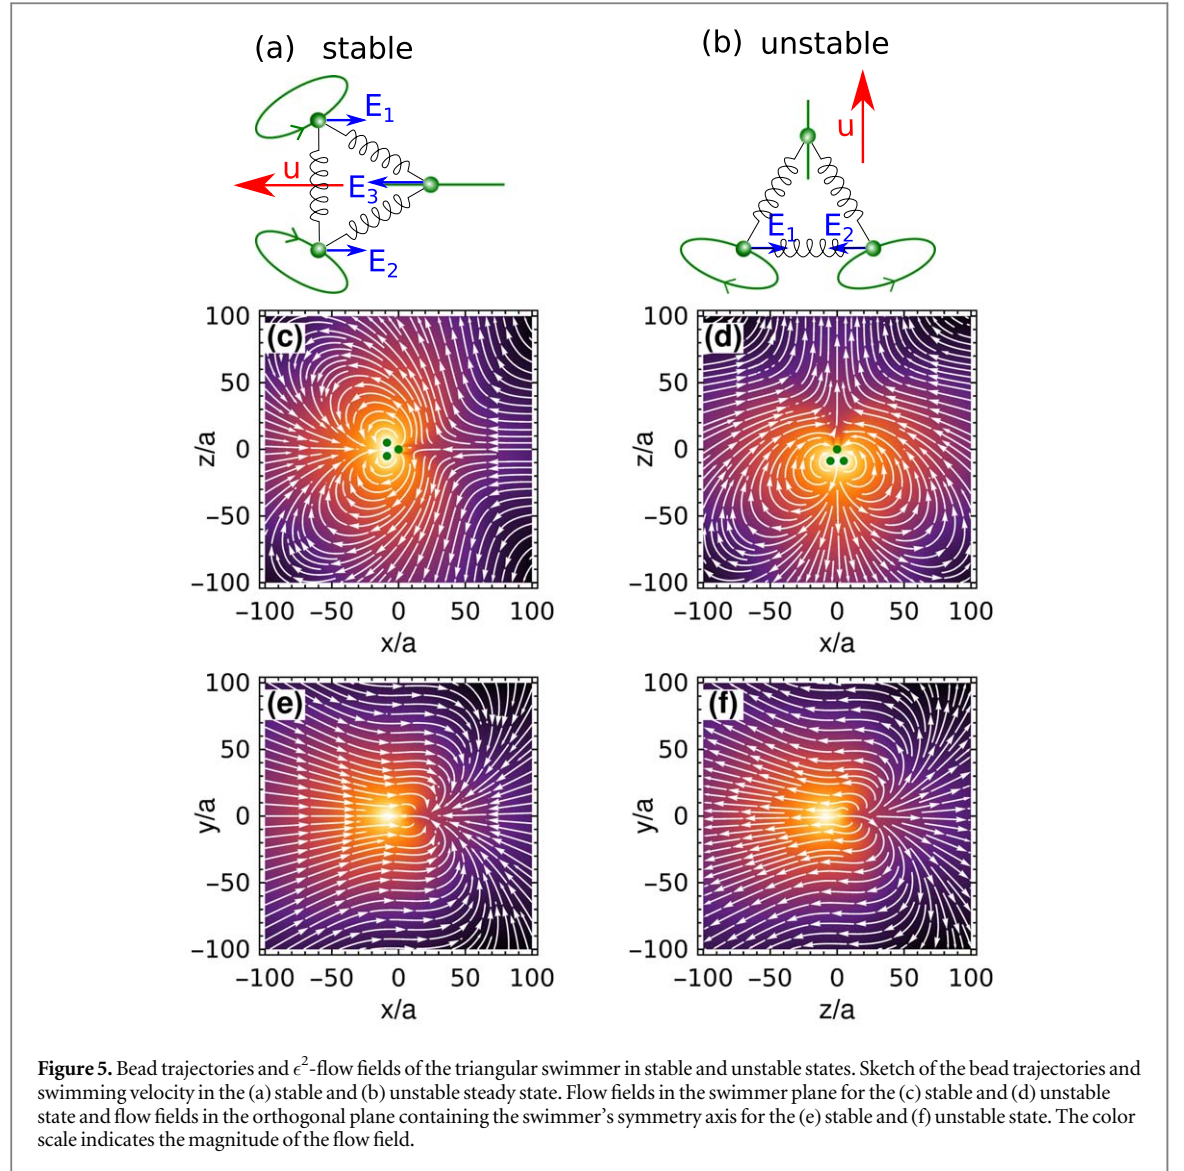 (a) stable
(b) unstable
E1
u
E3
E2
u
E1 E2
(c)
100
50
0
−50
−100
z/a
−100 −50 0 50 100
x/a
(d)
100
50
0
−50
−100
z/a
−100 −50 0 50 100
x/a
(e)
100
50
0
−50
−100
y/a
−100 −50 0 50 100
x/a
(f)
100
50
0
−50
−100
y/a
−100 −50 0 50 100
z/a
Figure 5. Bead trajectories and ϵ²-flow fields of the triangular swimmer in stable and unstable states. Sketch of the bead trajectories and
swimming velocity in the (a) stable and (b) unstable steady state. Flow fields in the swimmer plane for the (c) stable and (d) unstable
state and flow fields in the orthogonal plane containing the swimmer's symmetry axis for the (e) stable and (f) unstable state. The color
scale indicates the magnitude of the flow field.